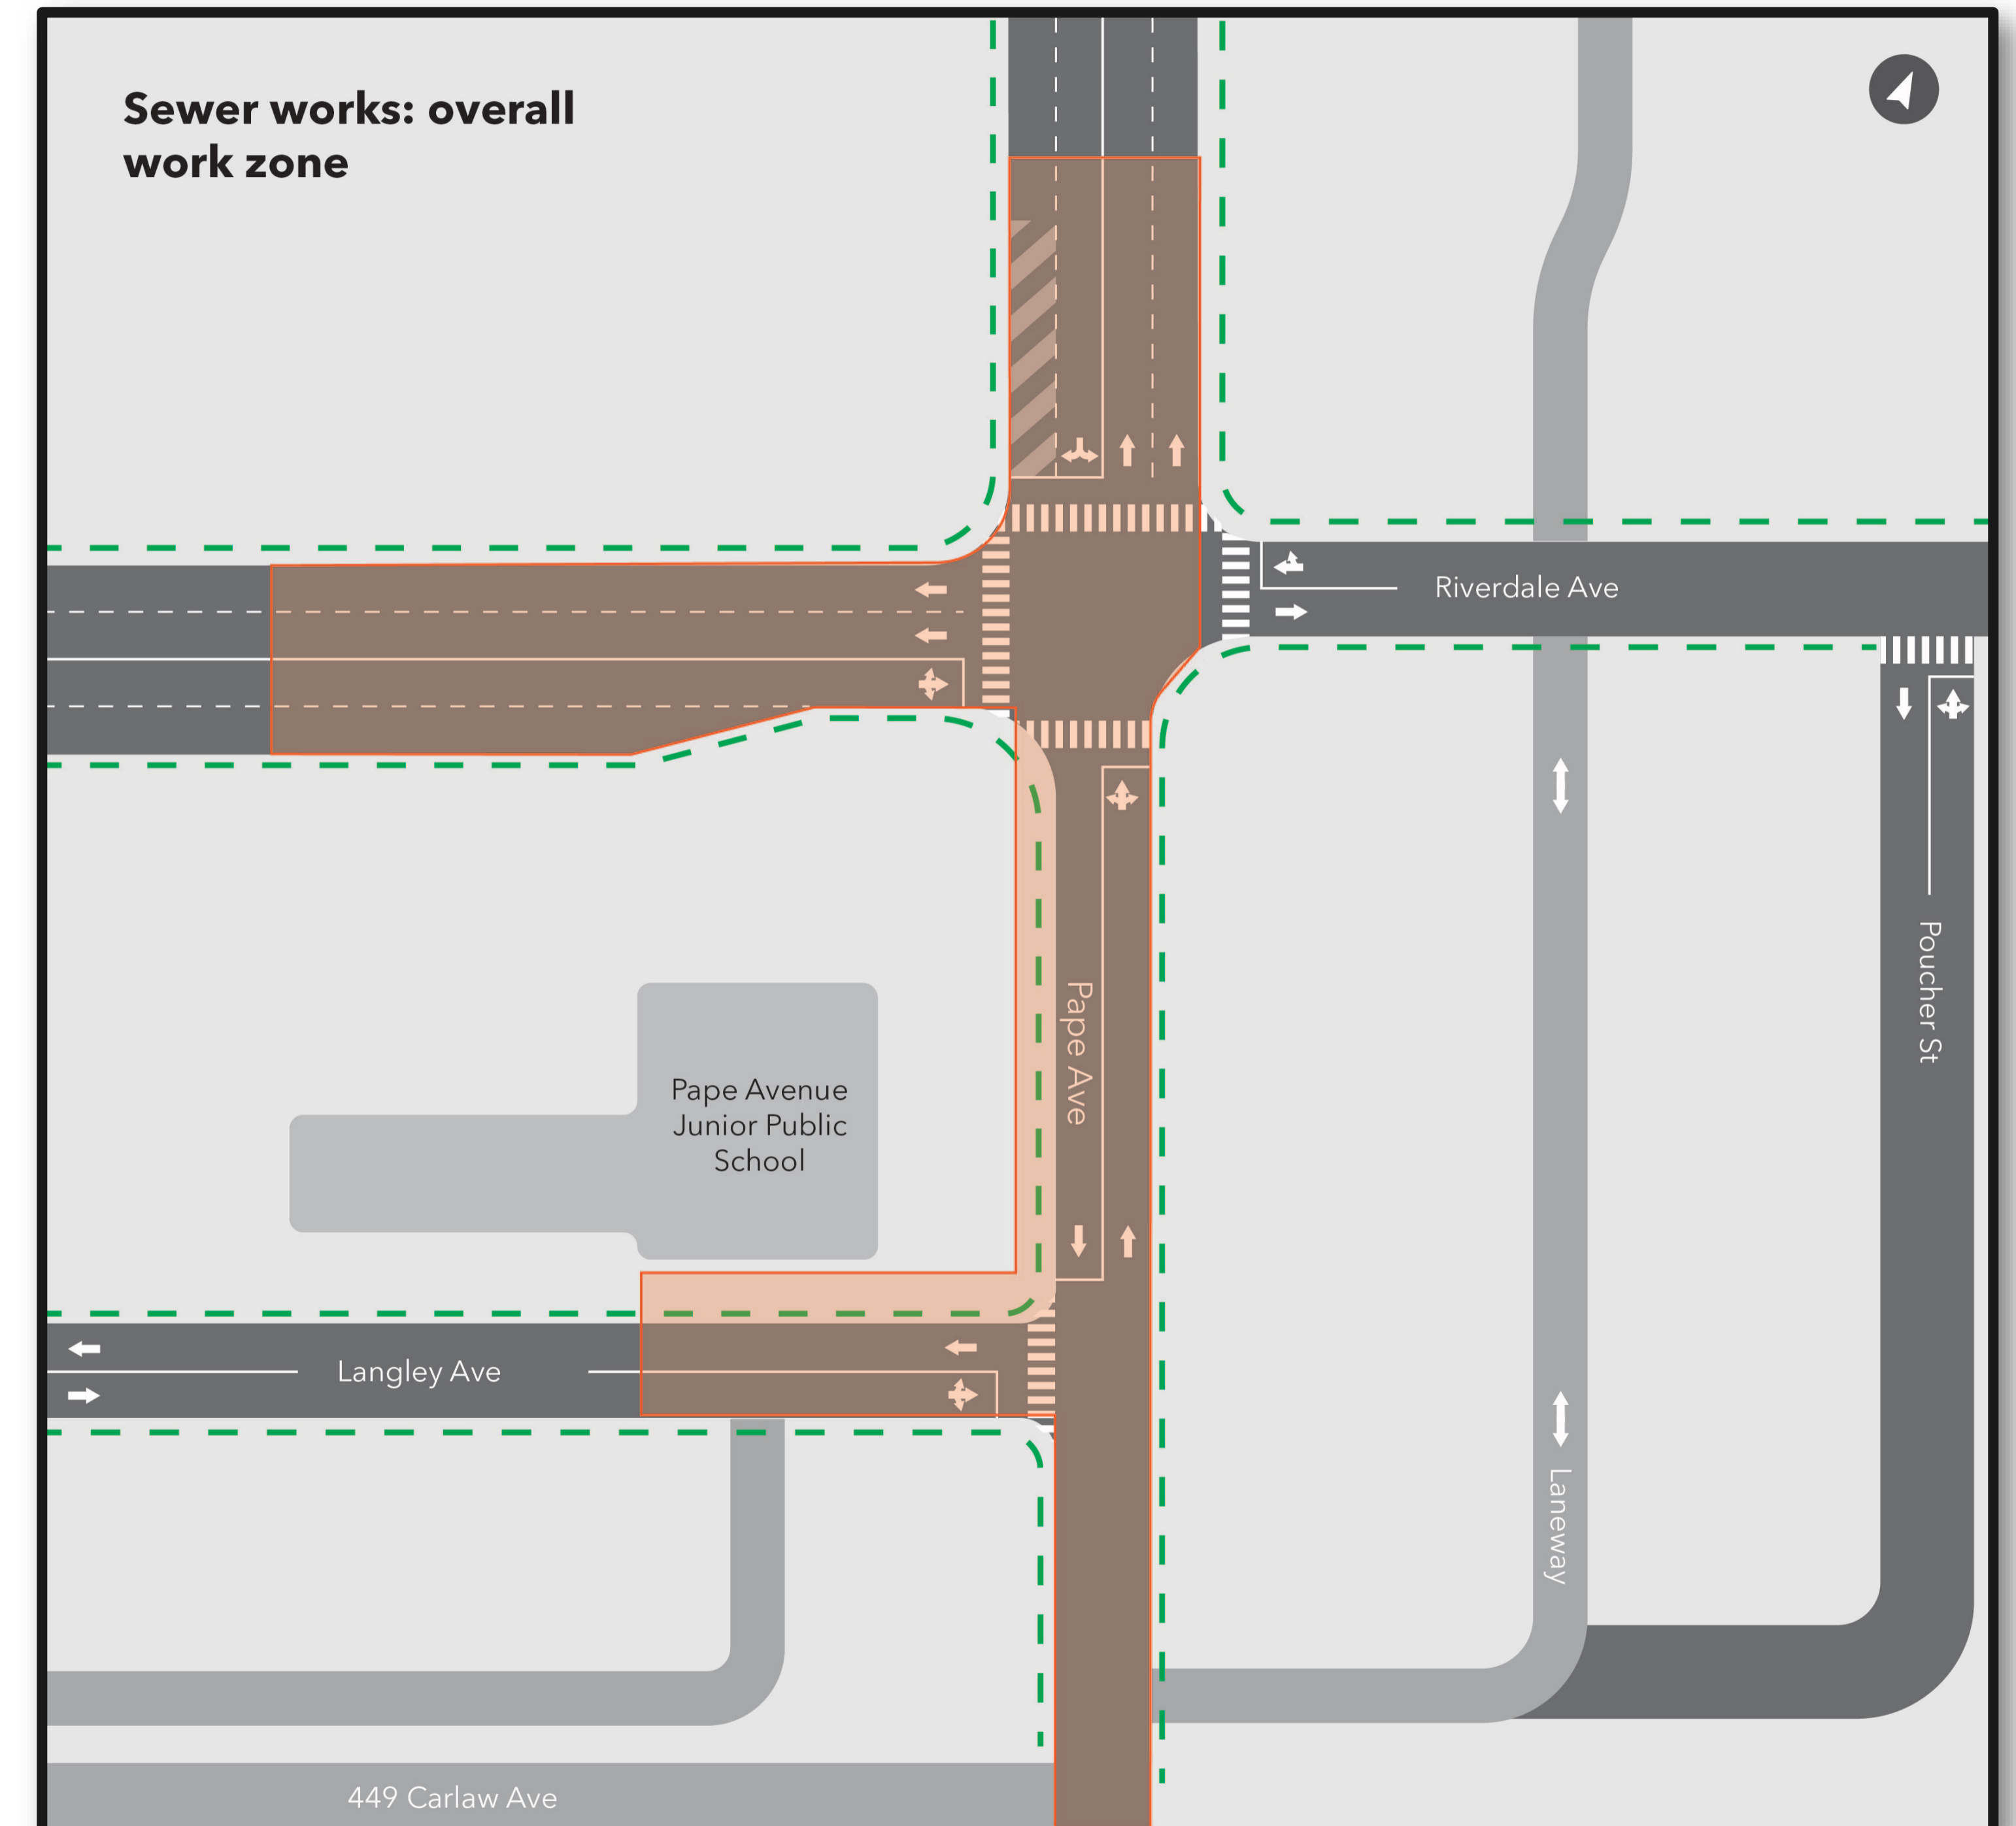 Sewer works: overall
work zone
Riverdale Ave
Poucher St
Pape Ave
Pape Avenue
Junior Public
School
Langley Ave
Laneway
449 Carlaw Ave